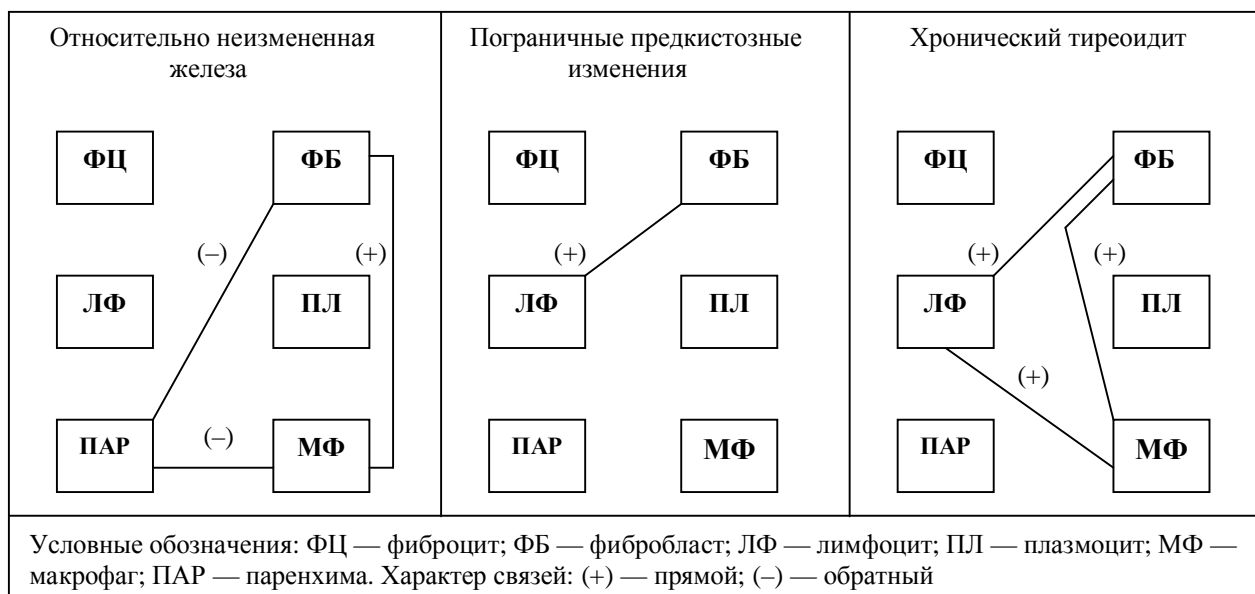 Относительно неизмененная
железа
ФЦ
ФБ
(–)
(+)
ЛФ
ПЛ
ПАР
(–)
МФ
Пограничные предкистозные
изменения
ФЦ
ФБ
(+)
ЛФ
ПЛ
ПАР
МФ
Хронический тиреоидит
ФЦ
ФБ
(+)
(+)
ЛФ
ПЛ
(+)
ПАР
МФ
Условные обозначения: ФЦ — фиброцит; ФБ — фибробласт; ЛФ — лимфоцит; ПЛ — плазмоцит; МФ —
макрофаг; ПАР — паренхима. Характер связей: (+) — прямой; (–) — обратный